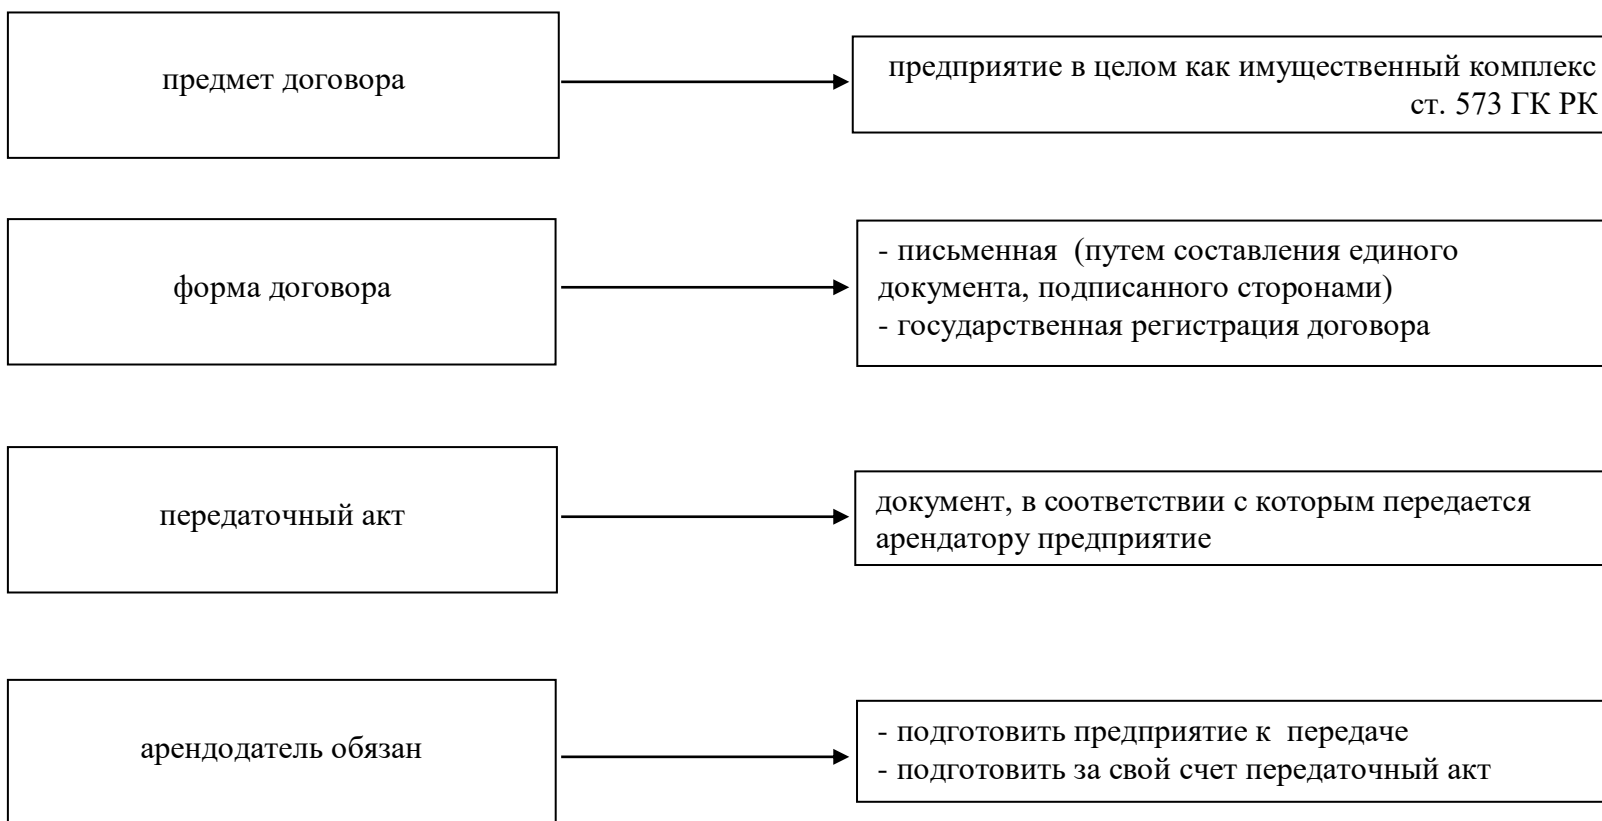 предмет договора
предприятие в целом как имущественный комплекс
ст. 573 ГК РК
форма договора
- письменная (путем составления единого
документа, подписанного сторонами)
- государственная регистрация договора
передаточный акт
документ, в соответствии с которым передается
арендатору предприятие
арендодатель обязан
- подготовить предприятие к передаче
- подготовить за свой счет передаточный акт